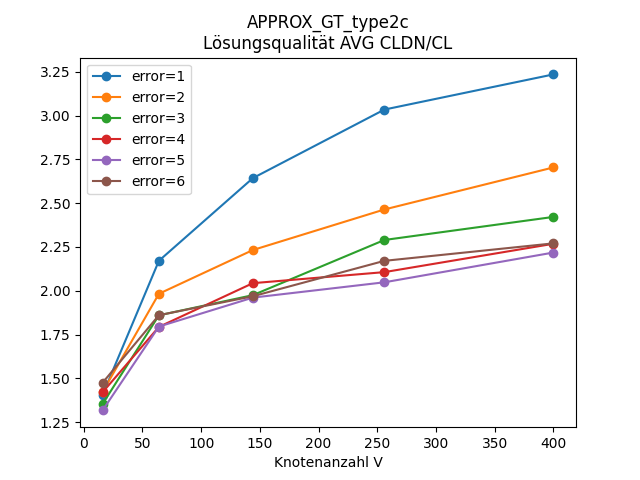 APPROX_GT_type2c
Lösungsqualität AVG CLDN/CL
error=1
error=2
error=3
error=4
error=5
error=6
3.25
3.00
2.75
2.50
2.25
2.00
1.75
1.50
1.25
0 50 100 150 200 250 300 350 400
Knotenanzahl V